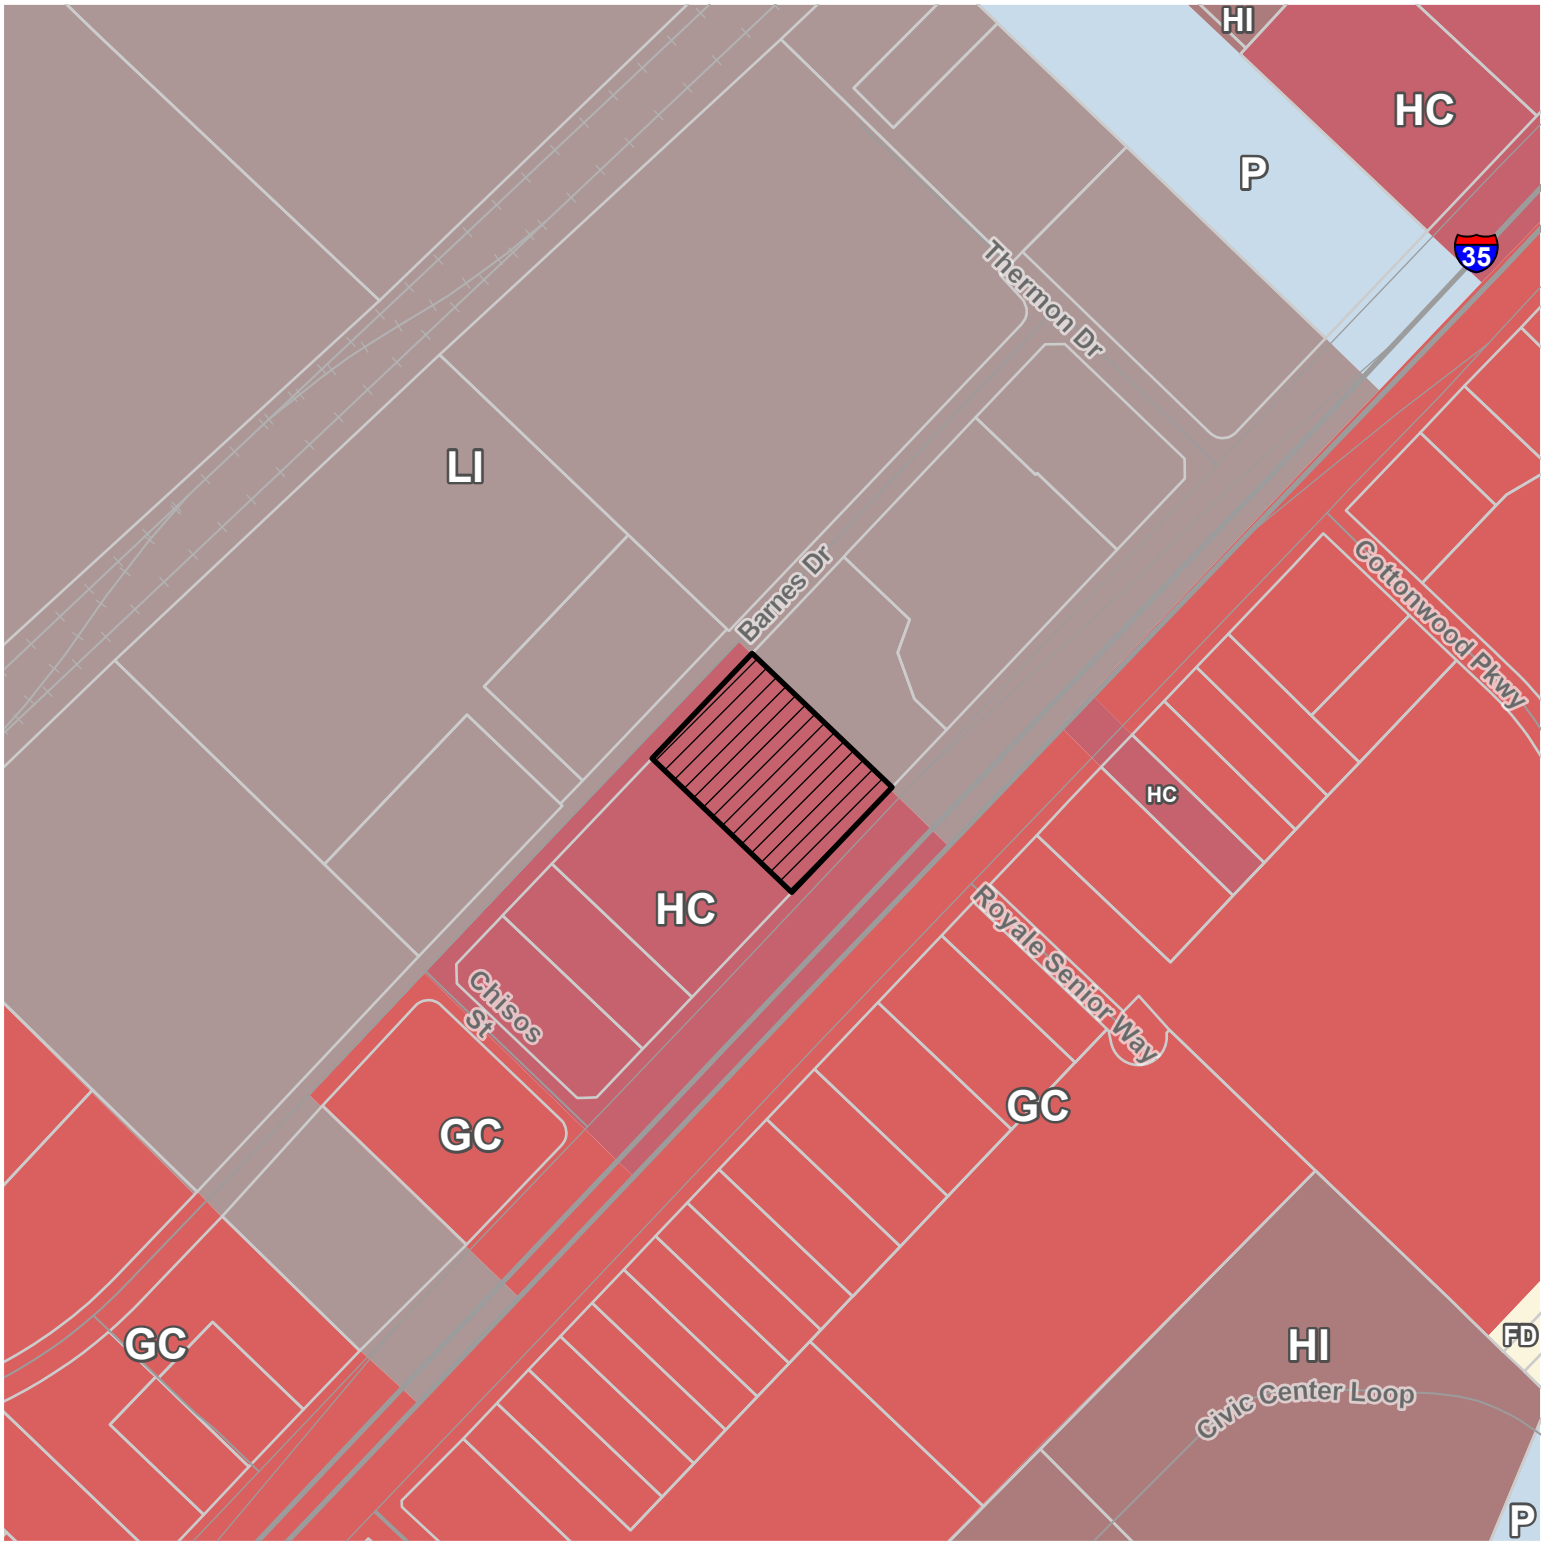 HI
HC
P
35
Thermon Dr
LI
Barnes Dr
Cottonwood Pkwy
HC
HC
Royale Senior Way
Chisos
St
GC
GC
GC
HI
FD
Civic Center Loop
P